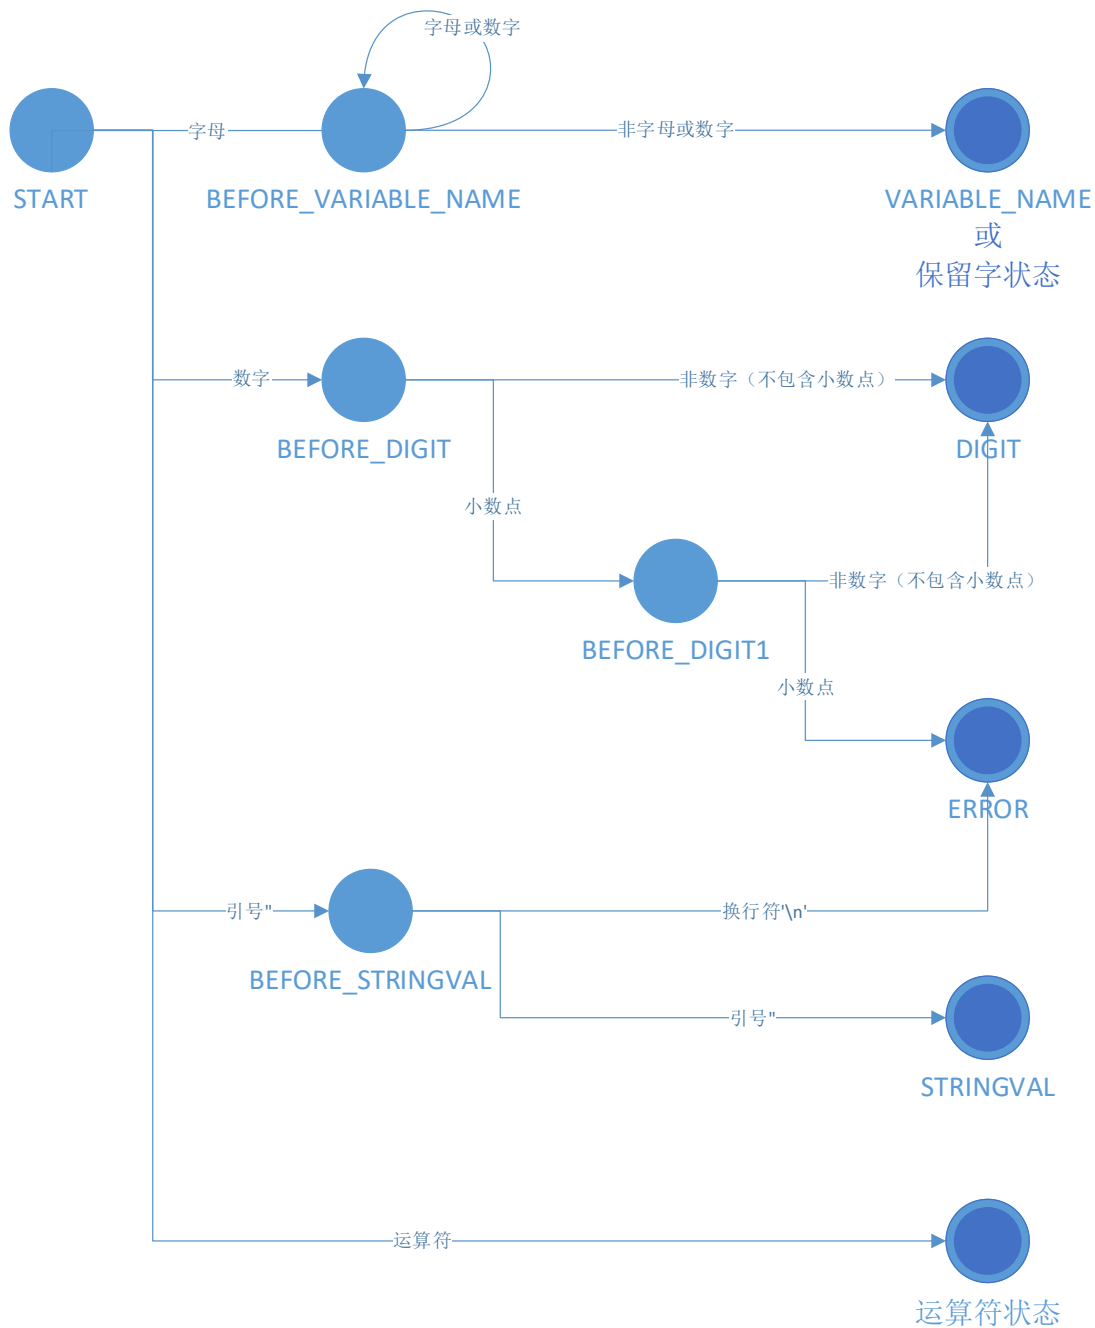 字母或数字
字母
非字母或数字
START
BEFORE_VARIABLE_NAME
VARIABLE_NAME
或
保留字状态
数字
非数字（不包含小数点）
BEFORE_DIGIT
DIGIT
小数点
非数字（不包含小数点）
BEFORE_DIGIT1
小数点
ERROR
引号"
换行符'\n'
BEFORE_STRINGVAL
引号"
STRINGVAL
运算符
运算符状态